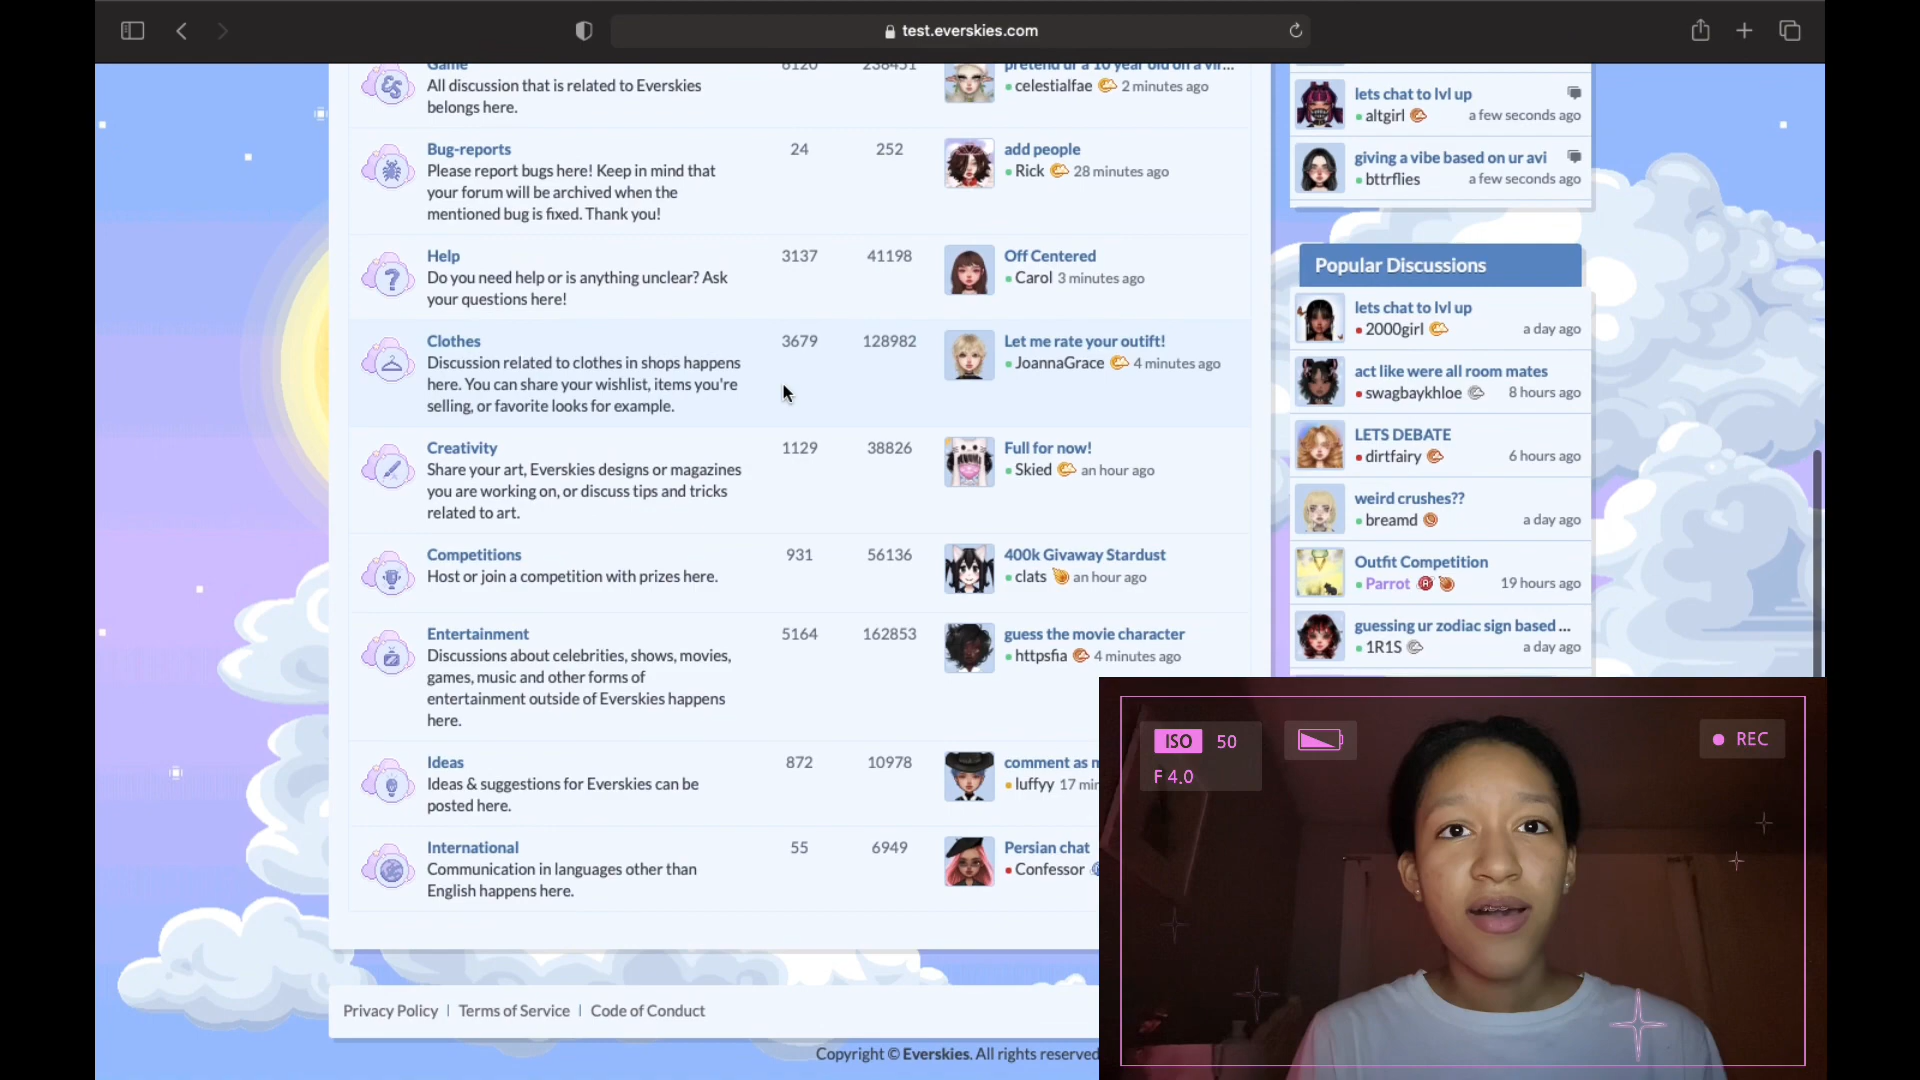 test.everskies.com
Game
All discussion that is related to Everskies
belongs here.
6120
238451
pretend ur a 10 year old on a vir...
celestialfae 2 minutes ago
Bug-reports
Please report bugs here! Keep in mind that
your forum will be archived when the
mentioned bug is fixed. Thank you!
24
252
add people
Rick 28 minutes ago
Help
Do you need help or is anything unclear? Ask
your questions here!
3137
41198
Off Centered
Carol 3 minutes ago
Clothes
Discussion related to clothes in shops happens
here. You can share your wishlist, items you're
selling, or favorite looks for example.
3679
128982
Let me rate your outift!
JoannaGrace 4 minutes ago
Creativity
Share your art, Everskies designs or magazines
you are working on, or discuss tips and tricks
related to art.
1129
38826
Full for now!
Skied an hour ago
Competitions
Host or join a competition with prizes here.
931
56136
400k Givaway Stardust
clats an hour ago
Entertainment
Discussions about celebrities, shows, movies,
games, music and other forms of
entertainment outside of Everskies happens
here.
5164
162853
guess the movie character
httpsfia 4 minutes ago
Ideas
Ideas & suggestions for Everskies can be
posted here.
872
10978
comment as
luffyy 17
International
Communication in languages other than
English happens here.
55
6949
Persian chat
Confessor
lets chat to lvl up
altgirl a few seconds ago
giving a vibe based on ur avi
bttrflies a few seconds ago
Popular Discussions
lets chat to lvl up
2000girl a day ago
act like were all room mates
swagbaykhloe 8 hours ago
LETS DEBATE
dirtfairy 6 hours ago
weird crushes??
breamd a day ago
Outfit Competition
Parrot 19 hours ago
guessing ur zodiac sign based ...
1R1S a day ago
ISO 50
F 4.0
REC
Privacy Policy | Terms of Service | Code of Conduct
Copyright © Everskies. All rights reserved